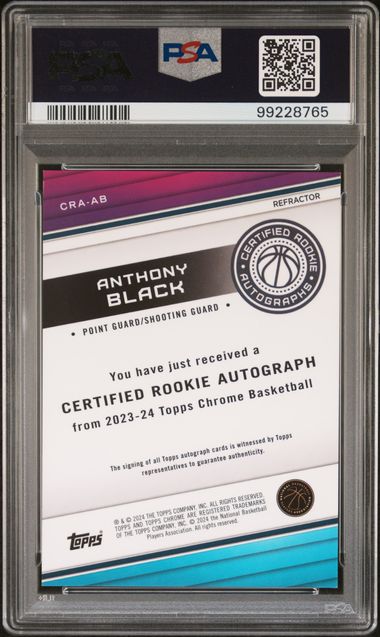 PSA
PSA
99228765
CRA-AB
REFRACTOR
CERTIFIED ROOKIE
AUTOGRAPHS
ANTHONY
BLACK
• POINT GUARD/SHOOTING GUARD •
You have just received a
CERTIFIED ROOKIE AUTOGRAPH
from 2023-24 Topps Chrome Basketball
The signing of all Topps autograph cards is witnessed by Topps
representatives to guarantee authenticity.
® & © 2024 THE TOPPS COMPANY, INC. ALL RIGHTS RESERVED.
TOPPS AND TOPPS CHROME ARE REGISTERED TRADEMARKS
OF THE TOPPS COMPANY, INC. © 2024 the National Basketball
Players Association. All rights reserved.
topps
PSA